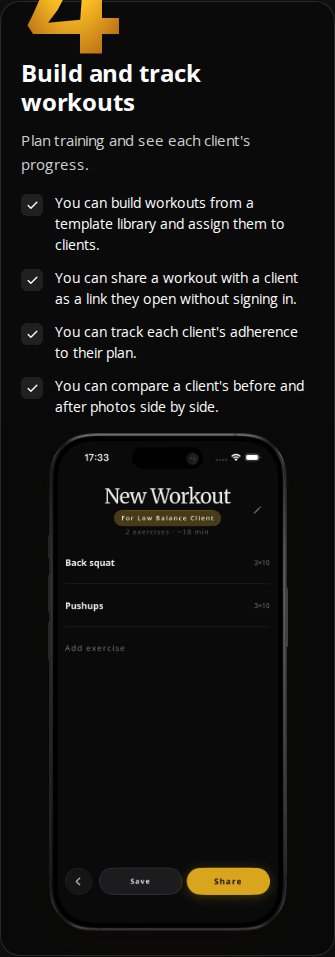 4
Build and track
workouts
Plan training and see each client's
progress.
You can build workouts from a
template library and assign them to
clients.
You can share a workout with a client
as a link they open without signing in.
You can track each client's adherence
to their plan.
You can compare a client's before and
after photos side by side.
17:33
New Workout
For Low Balance Client
2 exercises · ~10 min
Back squat 3×10
Pushups 3×10
Add exercise
Save Share